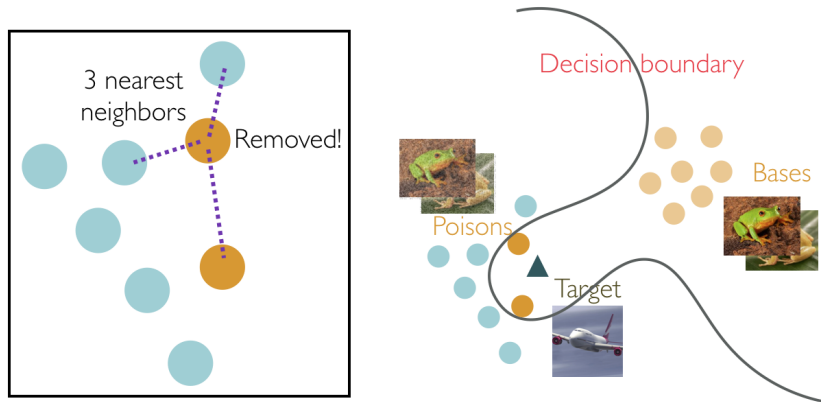 3 nearest
neighbors
Removed!
Decision boundary
Poisons
Bases
Target